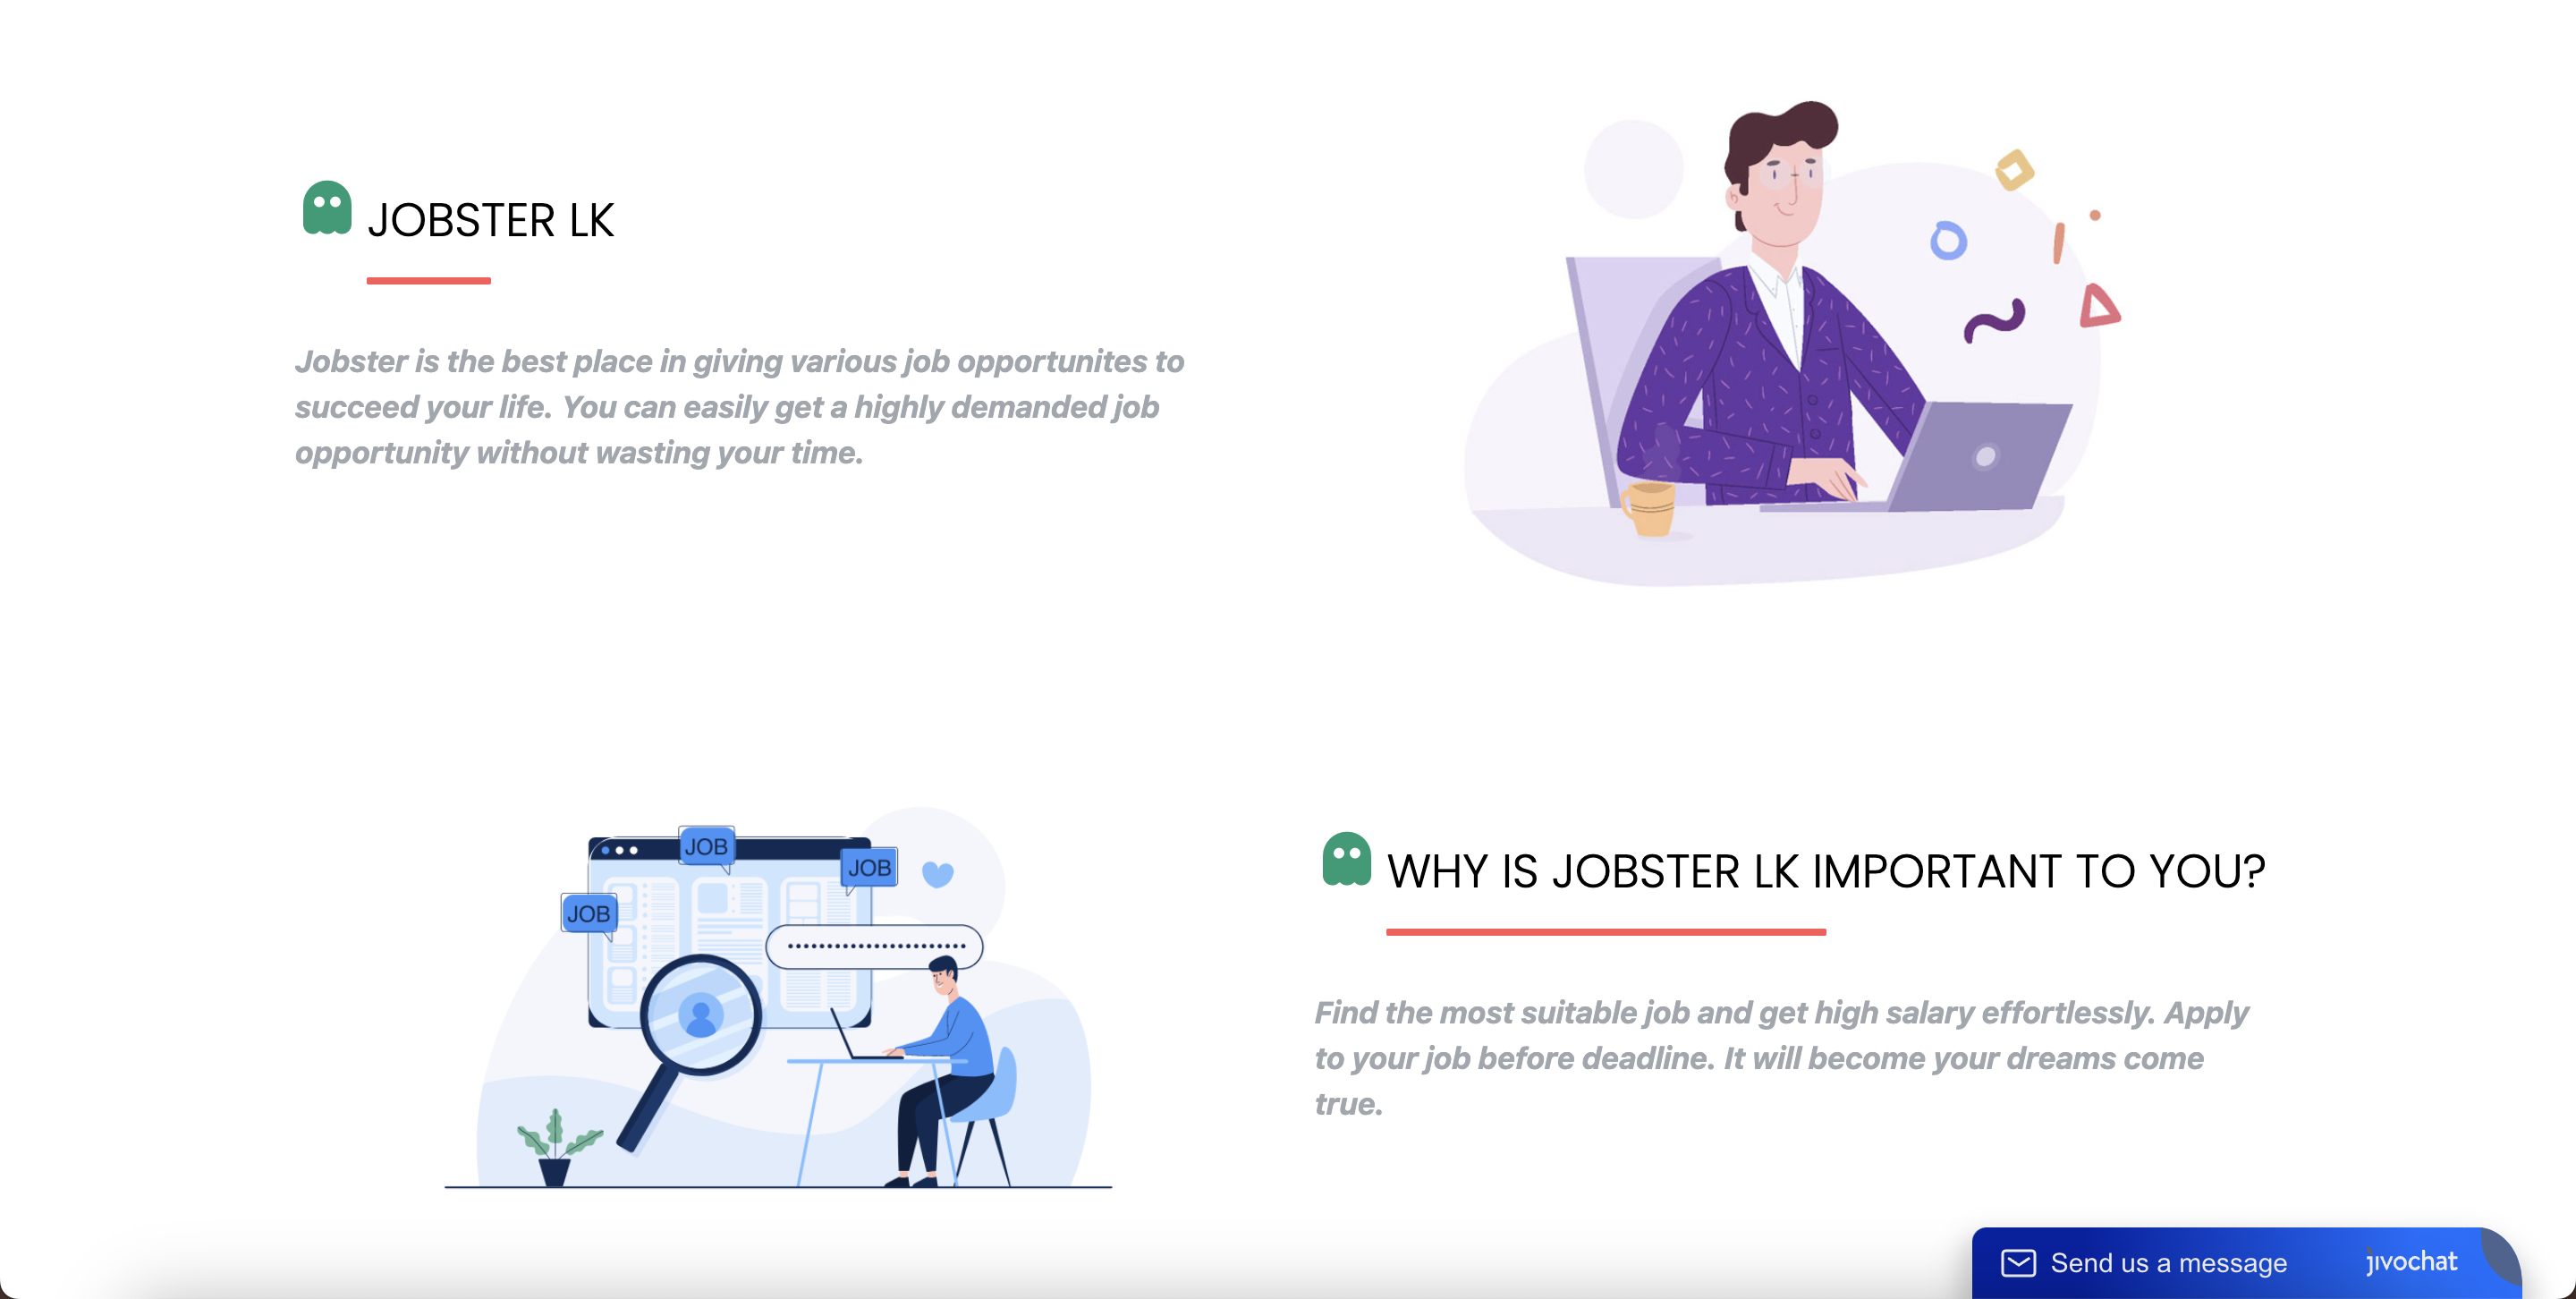 JOBSTER LK
Jobster is the best place in giving various job opportunites to
succeed your life. You can easily get a highly demanded job
opportunity without wasting your time.
JOB
JOB
JOB
WHY IS JOBSTER LK IMPORTANT TO YOU?
Find the most suitable job and get high salary effortlessly. Apply
to your job before deadline. It will become your dreams come
true.
Send us a message
jivochat